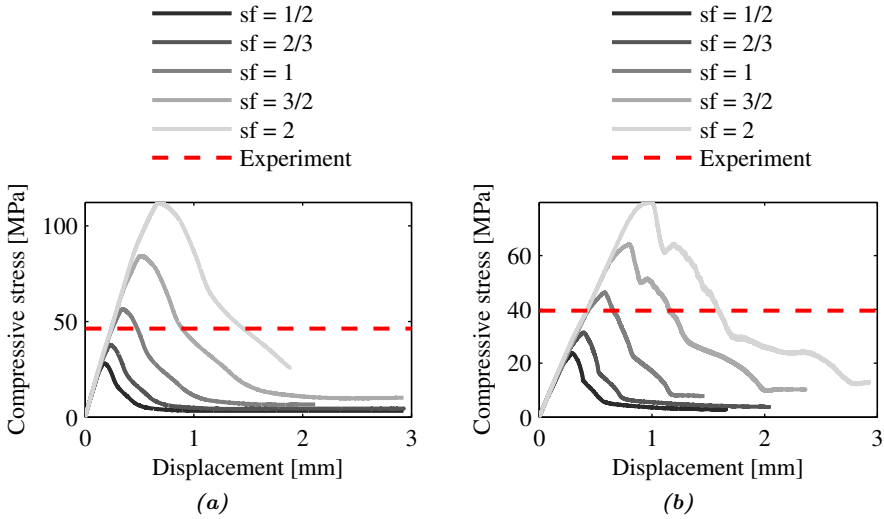 sf = 1/2
sf = 2/3
sf = 1
sf = 3/2
sf = 2
Experiment
100
50
0
0 1 2 3
Compressive stress [MPa]
Displacement [mm]
(a)
sf = 1/2
sf = 2/3
sf = 1
sf = 3/2
sf = 2
Experiment
60
40
20
0
0 1 2 3
Compressive stress [MPa]
Displacement [mm]
(b)